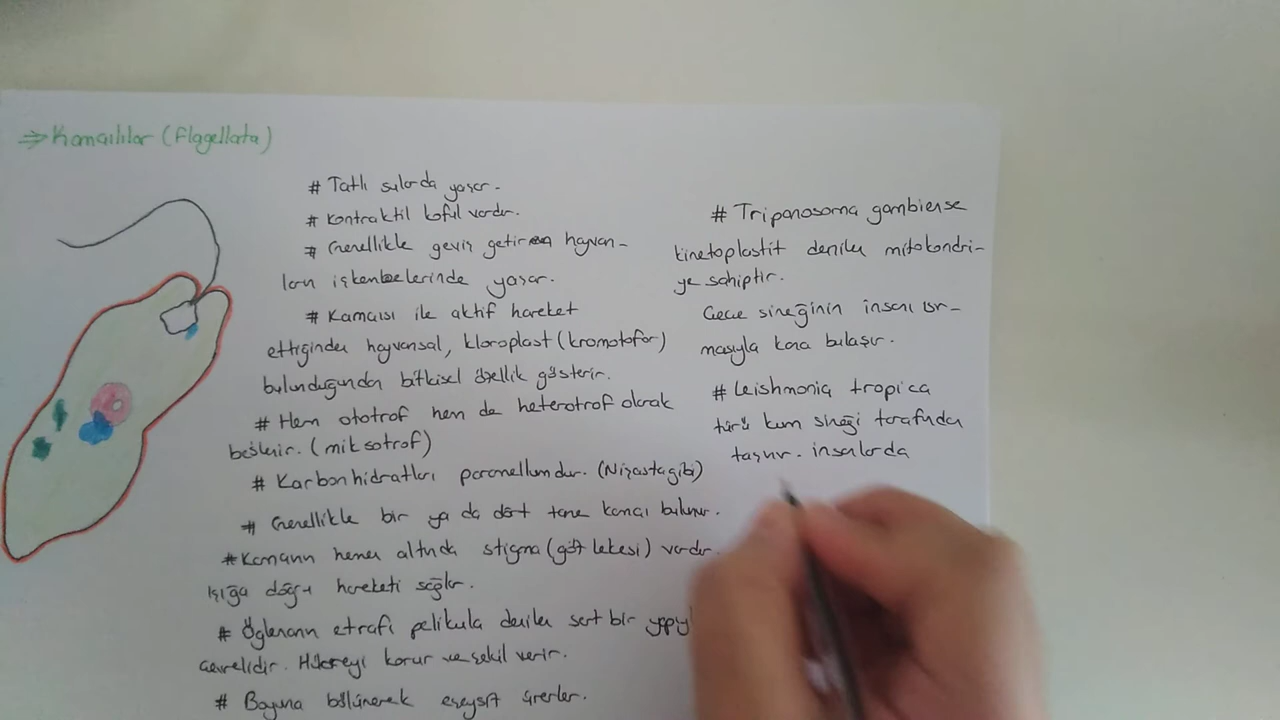 ⇒ Kamçılılar (Flagellata)
# Tatlı sularda yaşar.
# Kontraktil koful vardır.
# Genellikle geviş getiren hayvan-
ların işkembelerinde yaşar.
# Kamçısı ile aktif hareket
ettiğinden hayvansal, kloroplast (kromotofor)
bulunduğundan bitkisel özellik gösterir.
# Hem ototrof hem de heterotrof olarak
beslenir. (miksotrof)
# Karbonhidratları paramellumdur. (Nişasta gibi)
# Genellikle bir ya da dört tane kamçı bulunur.
# Kamçının hemen altında stigma (göz lekesi) vardır.
Işığa doğru hareketi sağlar.
# Öglenanın etrafı pelikula denilen sert bir yapıyl
çevrelidir. Hücreyi korur ve şekil verir.
# Boyuna bölünerek eşeysiz ürerler.
# Tripanosoma gambiense
kinetoplastit denilen mitokondri-
ye sahiptir.
Çeçe sineğinin insanı ısır-
masıyla kana bulaşır.
# Leishmania tropica
türü kum sineği tarafından
taşınır. insanlarda